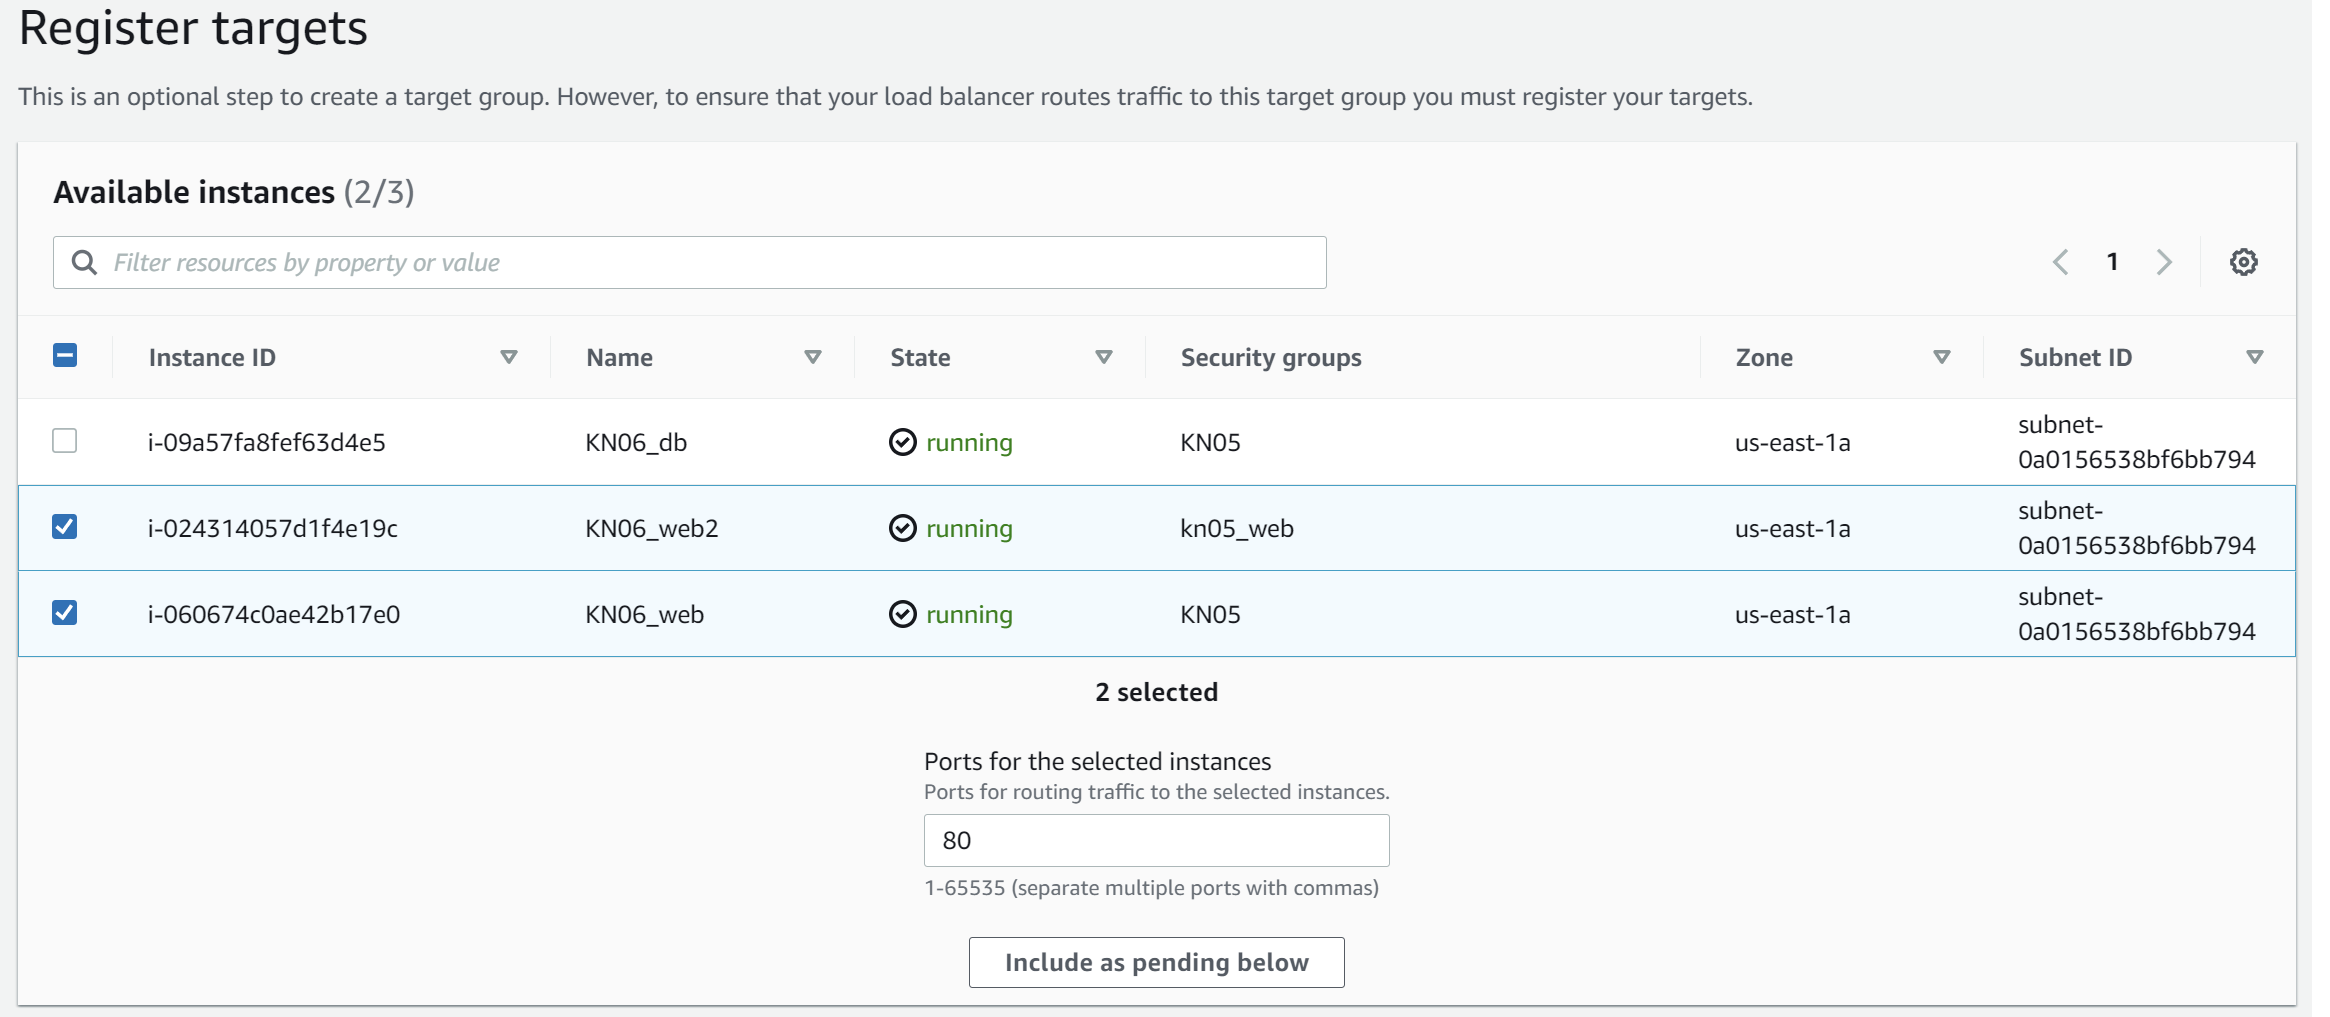 Register targets
This is an optional step to create a target group. However, to ensure that your load balancer routes traffic to this target group you must register your targets.
Available instances (2/3)
Filter resources by property or value
1
Instance ID Name State Security groups Zone Subnet ID
i-09a57fa8fef63d4e5 KN06_db running KN05 us-east-1a subnet-
0a0156538bf6bb794
i-024314057d1f4e19c KN06_web2 running kn05_web us-east-1a subnet-
0a0156538bf6bb794
i-060674c0ae42b17e0 KN06_web running KN05 us-east-1a subnet-
0a0156538bf6bb794
2 selected
Ports for the selected instances
Ports for routing traffic to the selected instances.
80
1-65535 (separate multiple ports with commas)
Include as pending below